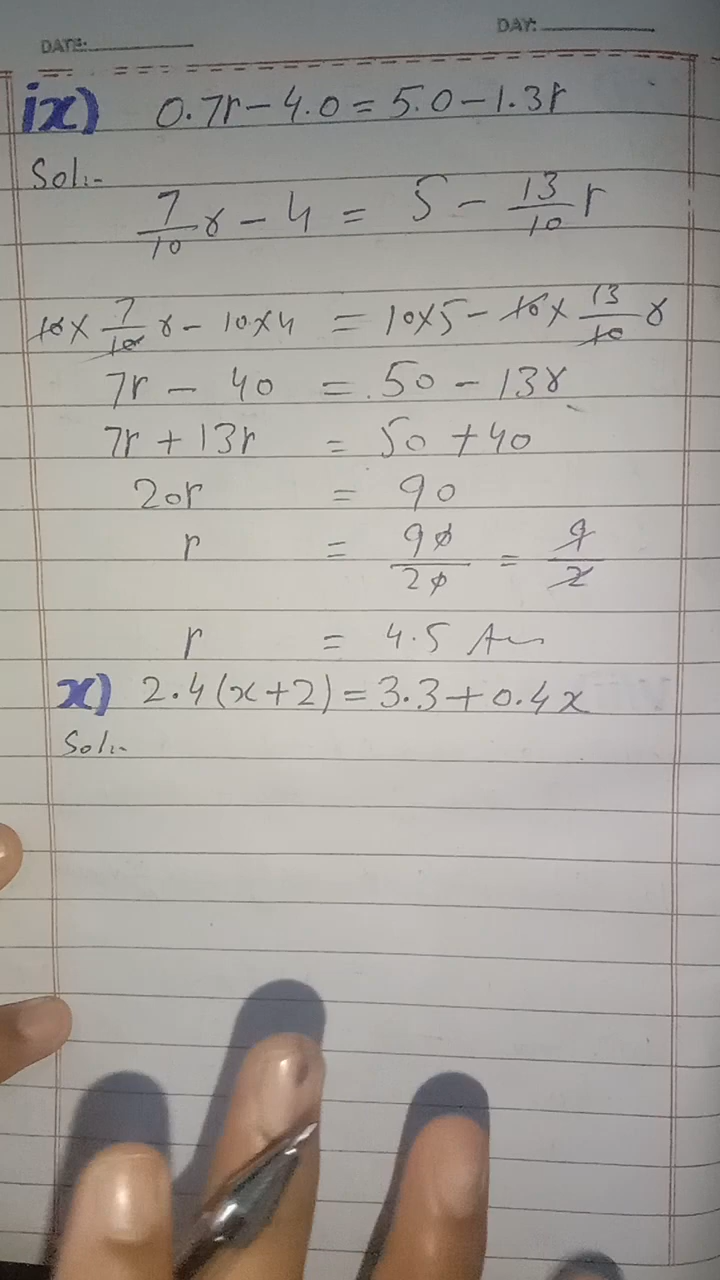 DATE:
DAY:
ix) 0.7r - 4.0 = 5.0 - 1.3r
Sol:-
7/10 r - 4 = 5 - 13/10 r
10 × 7/10 r - 10×4 = 10×5 - 10 × 13/10 r
7r - 40 = 50 - 13r
7r + 13r = 50 + 40
20r = 90
r = 90/20 = 9/2
r = 4.5 Ans
x) 2.4(x+2) = 3.3 + 0.4x
Sol:-